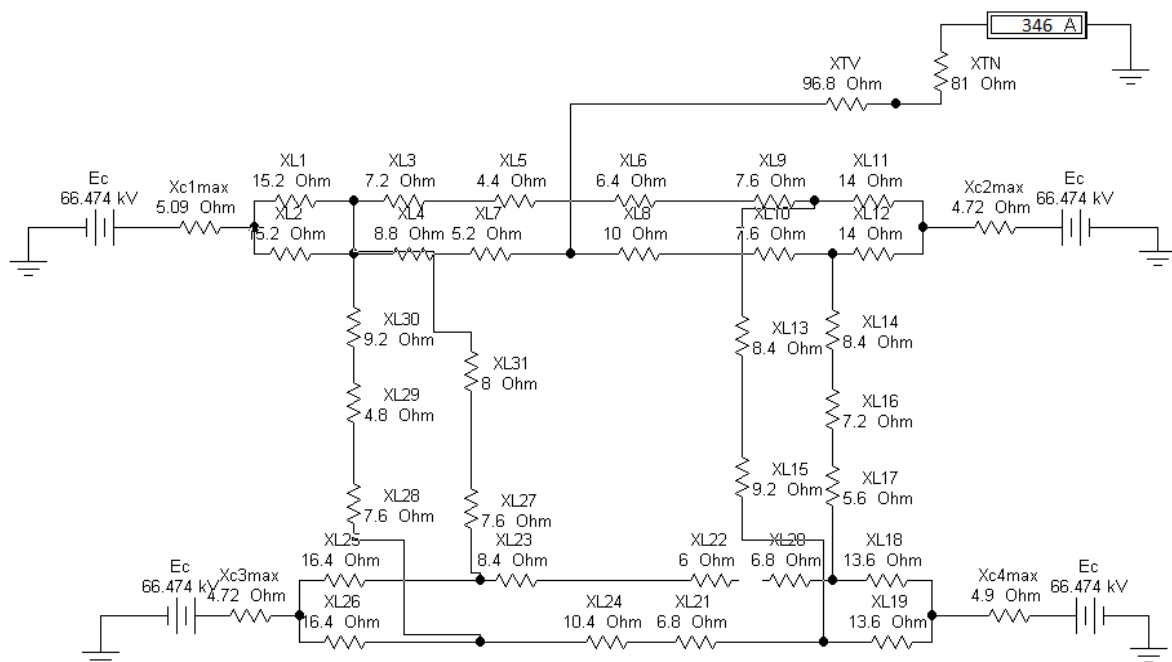 346 A
XTV
96.8 Ohm
XTN
81 Ohm
Ec
66.474 kV
Xc1max
5.09 Ohm
XL1
15.2 Ohm
XL2
15.2 Ohm
XL3
7.2 Ohm
XL4
8.8 Ohm
XL5
4.4 Ohm
XL7
5.2 Ohm
XL6
6.4 Ohm
XL8
10 Ohm
XL9
7.6 Ohm
XL10
7.6 Ohm
XL11
14 Ohm
XL12
14 Ohm
Xc2max
4.72 Ohm
Ec
66.474 kV
XL30
9.2 Ohm
XL31
8 Ohm
XL13
8.4 Ohm
XL14
8.4 Ohm
XL29
4.8 Ohm
XL16
7.2 Ohm
XL28
7.6 Ohm
XL27
7.6 Ohm
XL15
9.2 Ohm
XL17
5.6 Ohm
Ec
66.474 kV
Xc3max
4.72 Ohm
XL25
16.4 Ohm
XL26
16.4 Ohm
XL23
8.4 Ohm
XL22
6 Ohm
XL20
6.8 Ohm
XL18
13.6 Ohm
XL24
10.4 Ohm
XL21
6.8 Ohm
XL19
13.6 Ohm
Xc4max
4.9 Ohm
Ec
66.474 kV